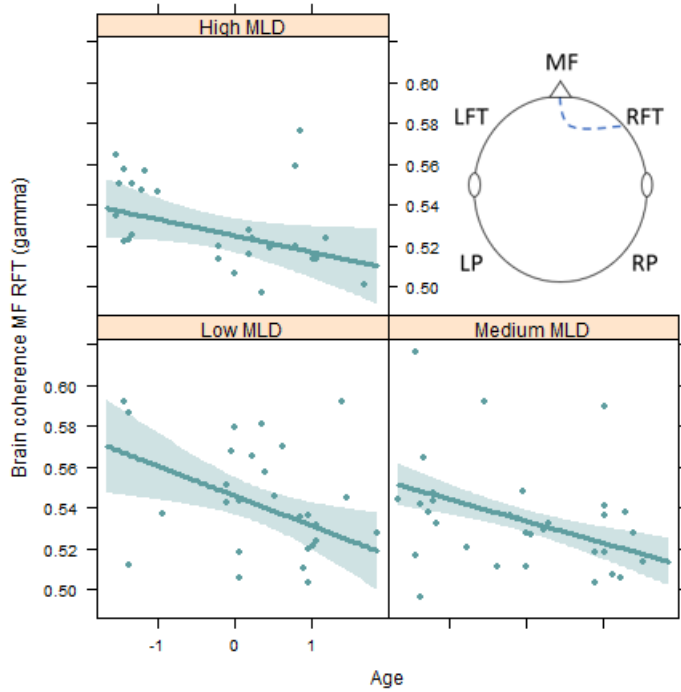 High MLD
MF
LFT
RFT
LP
RP
0.60
0.58
0.56
0.54
0.52
0.50
Brain coherence MF RFT (gamma)
Low MLD
Medium MLD
0.60
0.58
0.56
0.54
0.52
0.50
-1
0
1
Age